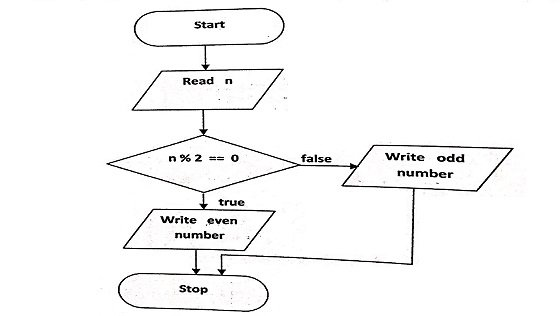 Start
Read n
n % 2 == 0
false
Write odd
number
true
Write even
number
Stop